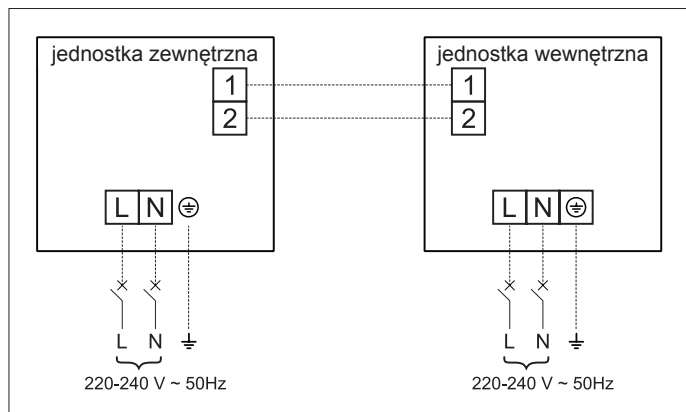 jednostka zewnętrzna
1
2
L N
L N
220-240 V ~ 50Hz
jednostka wewnętrzna
1
2
L N
L N
220-240 V ~ 50Hz